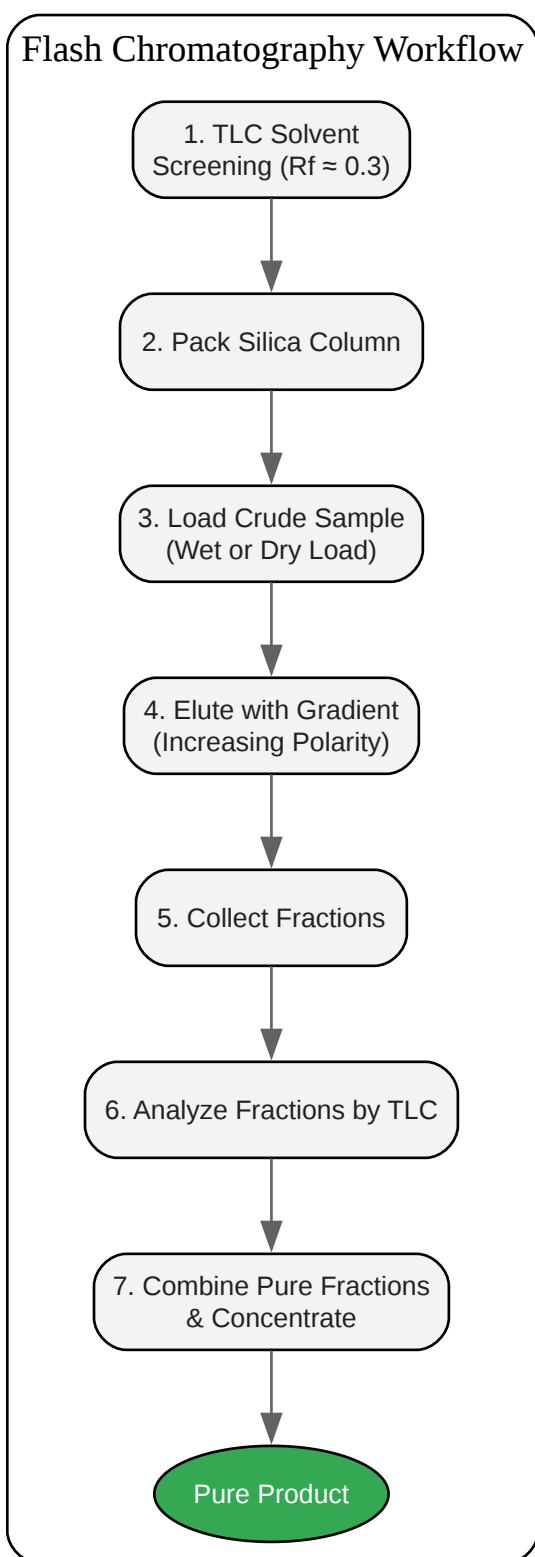 Flash Chromatography Workflow
1. TLC Solvent
Screening (Rf ≈ 0.3)
2. Pack Silica Column
3. Load Crude Sample
(Wet or Dry Load)
4. Elute with Gradient
(Increasing Polarity)
5. Collect Fractions
6. Analyze Fractions by TLC
7. Combine Pure Fractions
& Concentrate
Pure Product